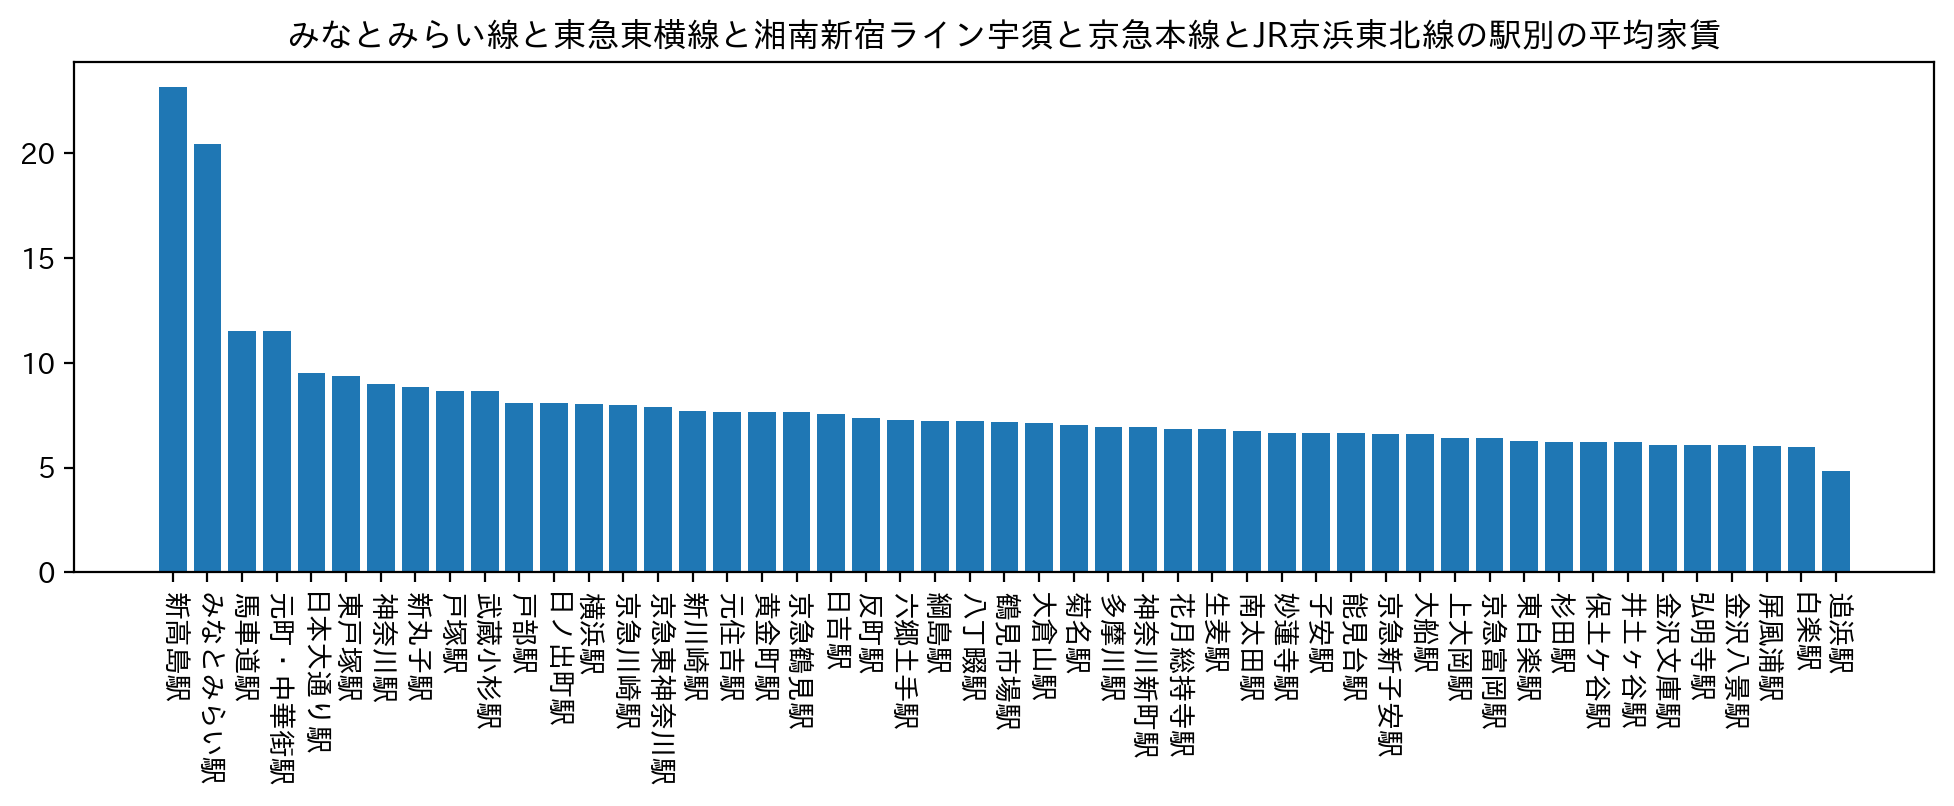 みなとみらい線と東急東横線と湘南新宿ライン宇須と京急本線とJR京浜東北線の駅別の平均家賃
20
15
10
5
0
新高島駅
みなとみらい駅
馬車道駅
元町・中華街駅
日本大通り駅
東戸塚駅
神奈川駅
新丸子駅
戸塚駅
武蔵小杉駅
戸部駅
日ノ出町駅
横浜駅
京急川崎駅
京急東神奈川駅
新川崎駅
元住吉駅
黄金町駅
京急鶴見駅
日吉駅
反町駅
六郷土手駅
綱島駅
八丁畷駅
鶴見市場駅
大倉山駅
菊名駅
多摩川駅
神奈川新町駅
花月総持寺駅
生麦駅
南太田駅
妙蓮寺駅
子安駅
能見台駅
京急新子安駅
大船駅
上大岡駅
京急富岡駅
東白楽駅
杉田駅
保土ケ谷駅
井土ヶ谷駅
金沢文庫駅
弘明寺駅
金沢八景駅
屏風浦駅
白楽駅
追浜駅